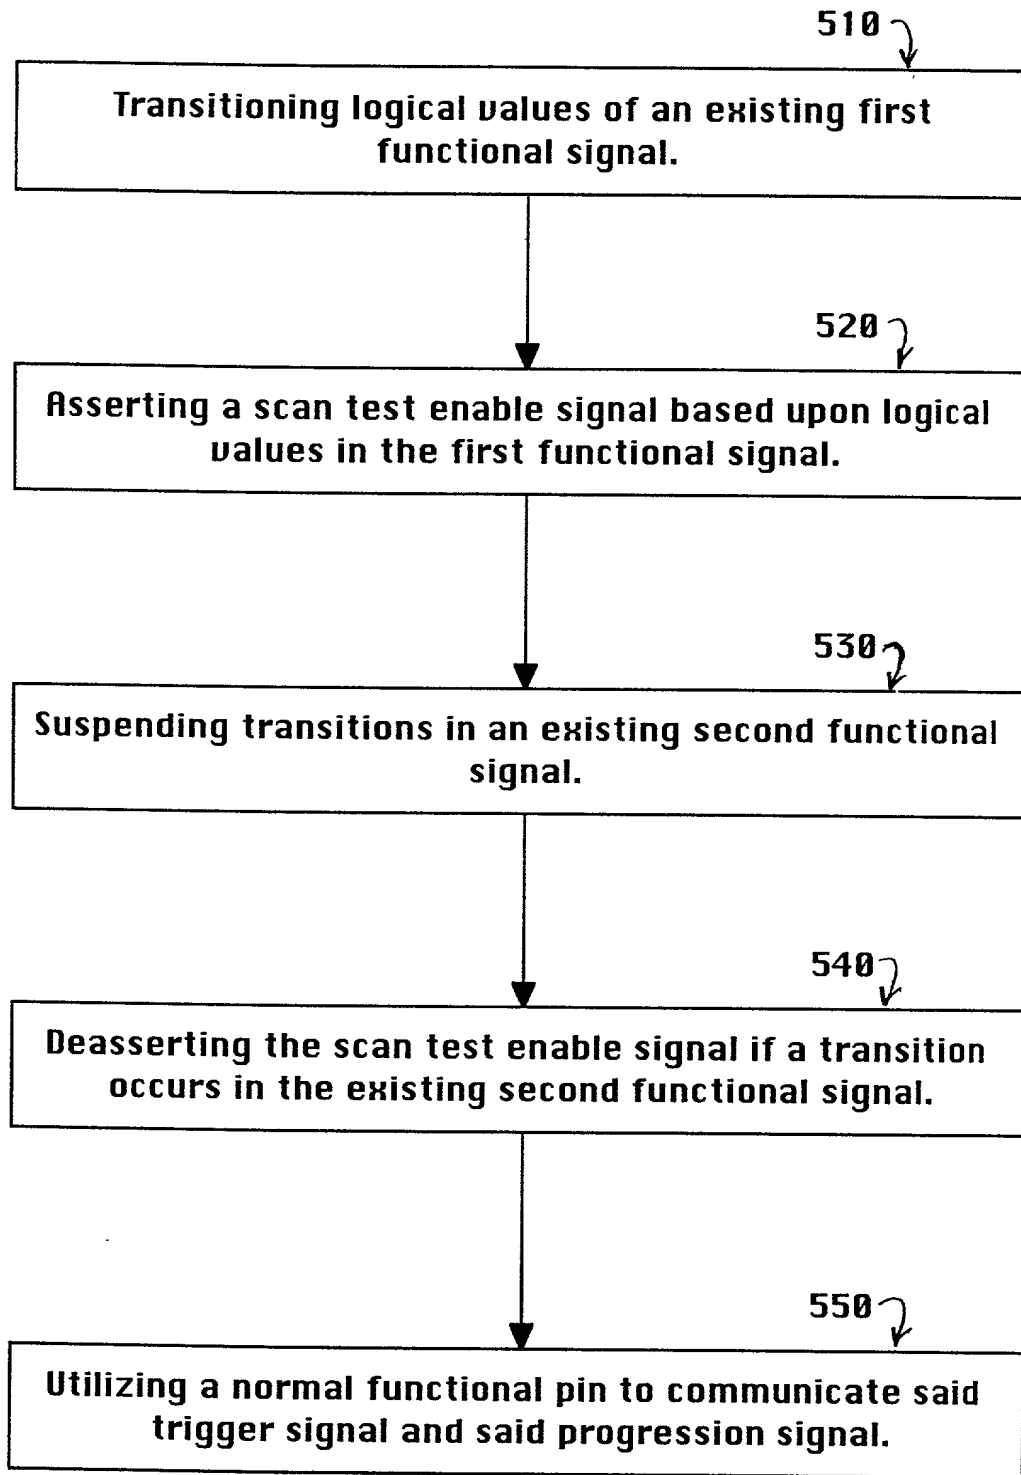 510
Transitioning logical values of an existing first
functional signal.
520
Asserting a scan test enable signal based upon logical
values in the first functional signal.
530
Suspending transitions in an existing second functional
signal.
540
Deasserting the scan test enable signal if a transition
occurs in the existing second functional signal.
550
Utilizing a normal functional pin to communicate said
trigger signal and said progression signal.